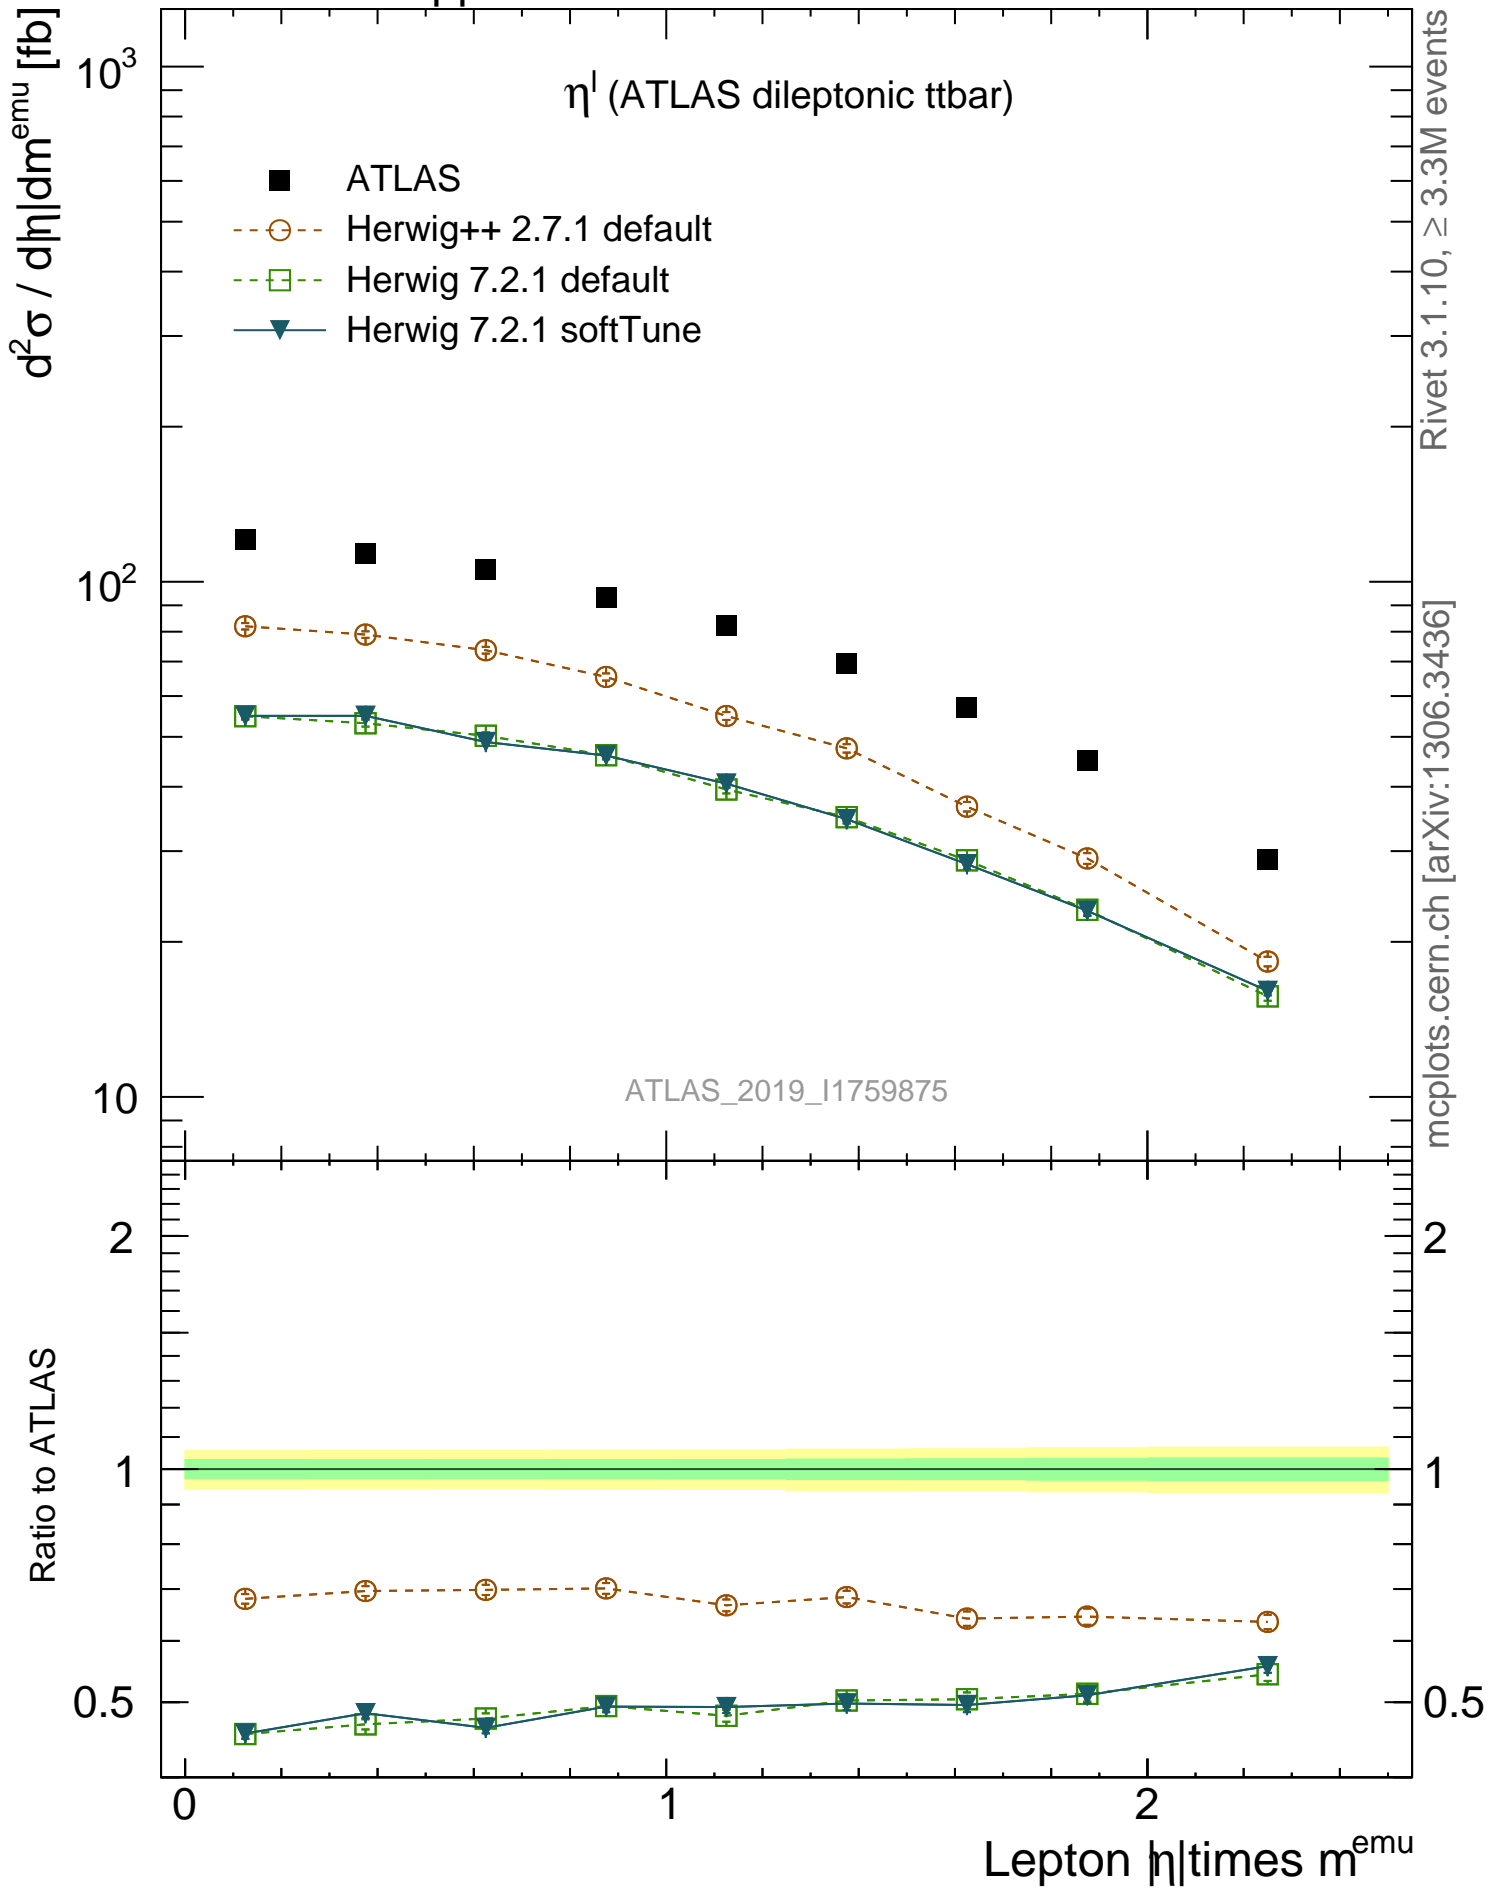 d²σ / d|η|dm^emu [fb]
10³
10²
10
η^l (ATLAS dileptonic ttbar)
ATLAS
Herwig++ 2.7.1 default
Herwig 7.2.1 default
Herwig 7.2.1 softTune
ATLAS_2019_I1759875
Rivet 3.1.10, ≥ 3.3M events
mcplots.cern.ch [arXiv:1306.3436]
Ratio to ATLAS
2
1
0.5
2
1
0.5
0 1 2
Lepton |η|times m^emu